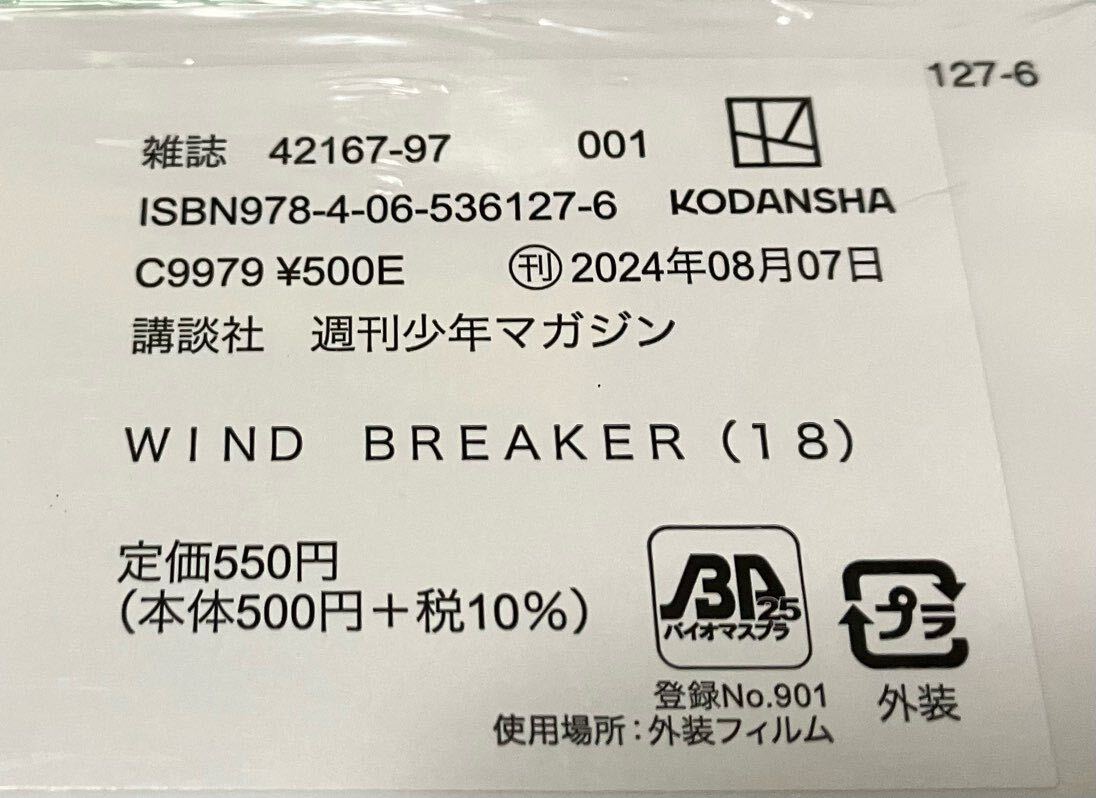 127-6
雑誌 42167-97 001
ISBN978-4-06-536127-6 KODANSHA
C9979 ¥500E ㊞2024年08月07日
講談社 週刊少年マガジン
WIND BREAKER(18)
定価550円
(本体500円+税10%)
BP25
バイオマスプラ
プラ
登録No.901 外装
使用場所:外装フィルム